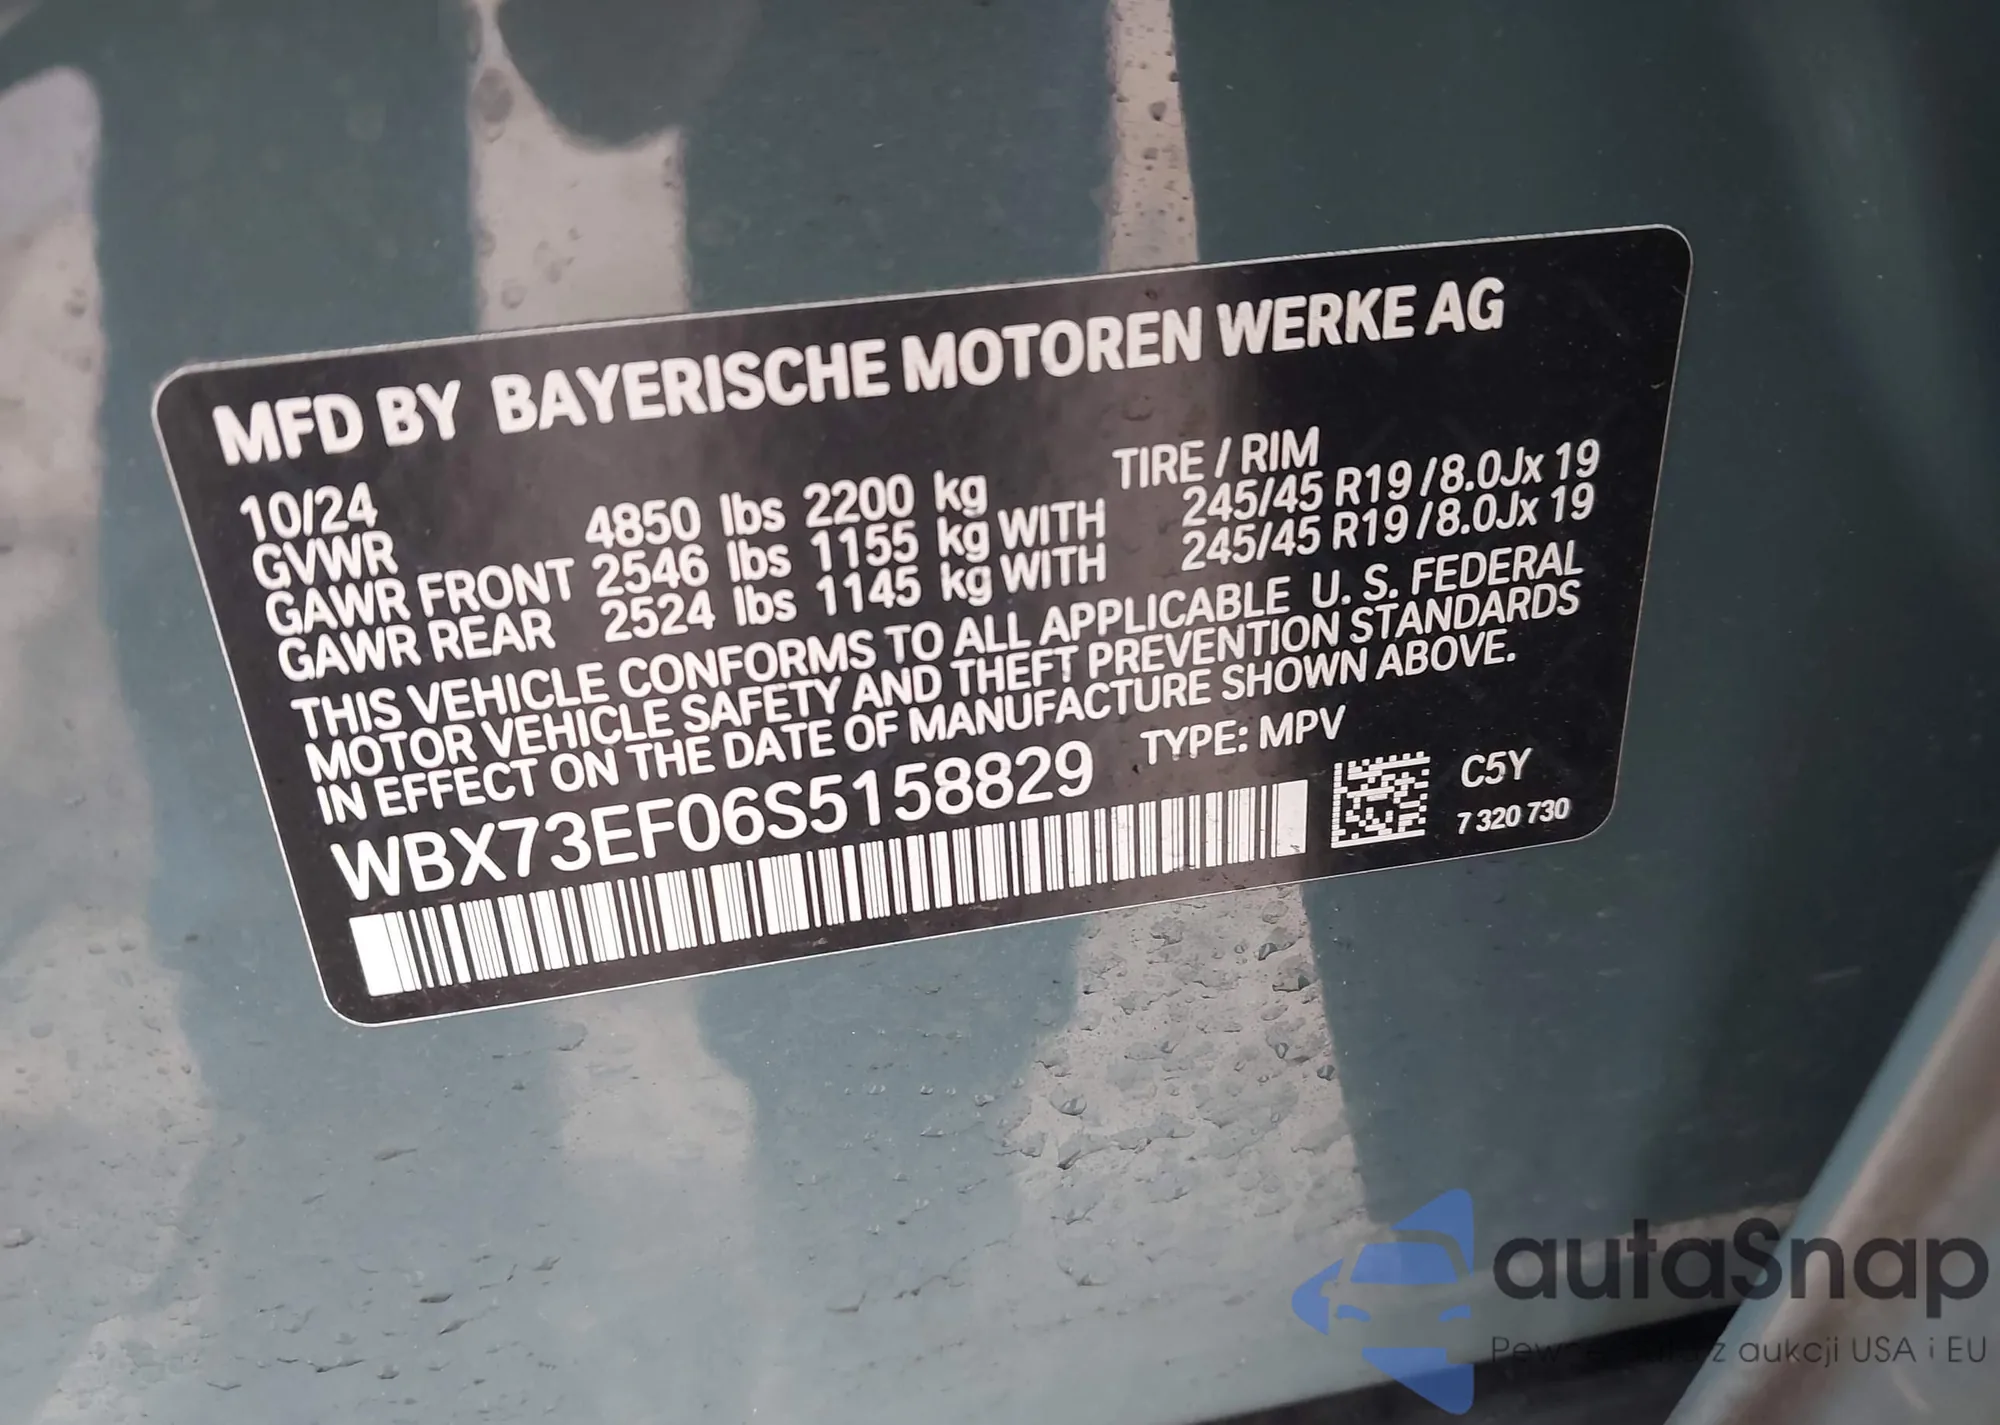 MFD BY BAYERISCHE MOTOREN WERKE AG
10/24
TIRE / RIM
GVWR 4850 lbs 2200 kg
GAWR FRONT 2546 lbs 1155 kg WITH 245/45 R19 / 8.0Jx 19
GAWR REAR 2524 lbs 1145 kg WITH 245/45 R19 / 8.0Jx 19
THIS VEHICLE CONFORMS TO ALL APPLICABLE U. S. FEDERAL
MOTOR VEHICLE SAFETY AND THEFT PREVENTION STANDARDS
IN EFFECT ON THE DATE OF MANUFACTURE SHOWN ABOVE.
WBX73EF06S5158829 TYPE: MPV
C5Y
7 320 730
autaSnap
z aukcji USA i EU